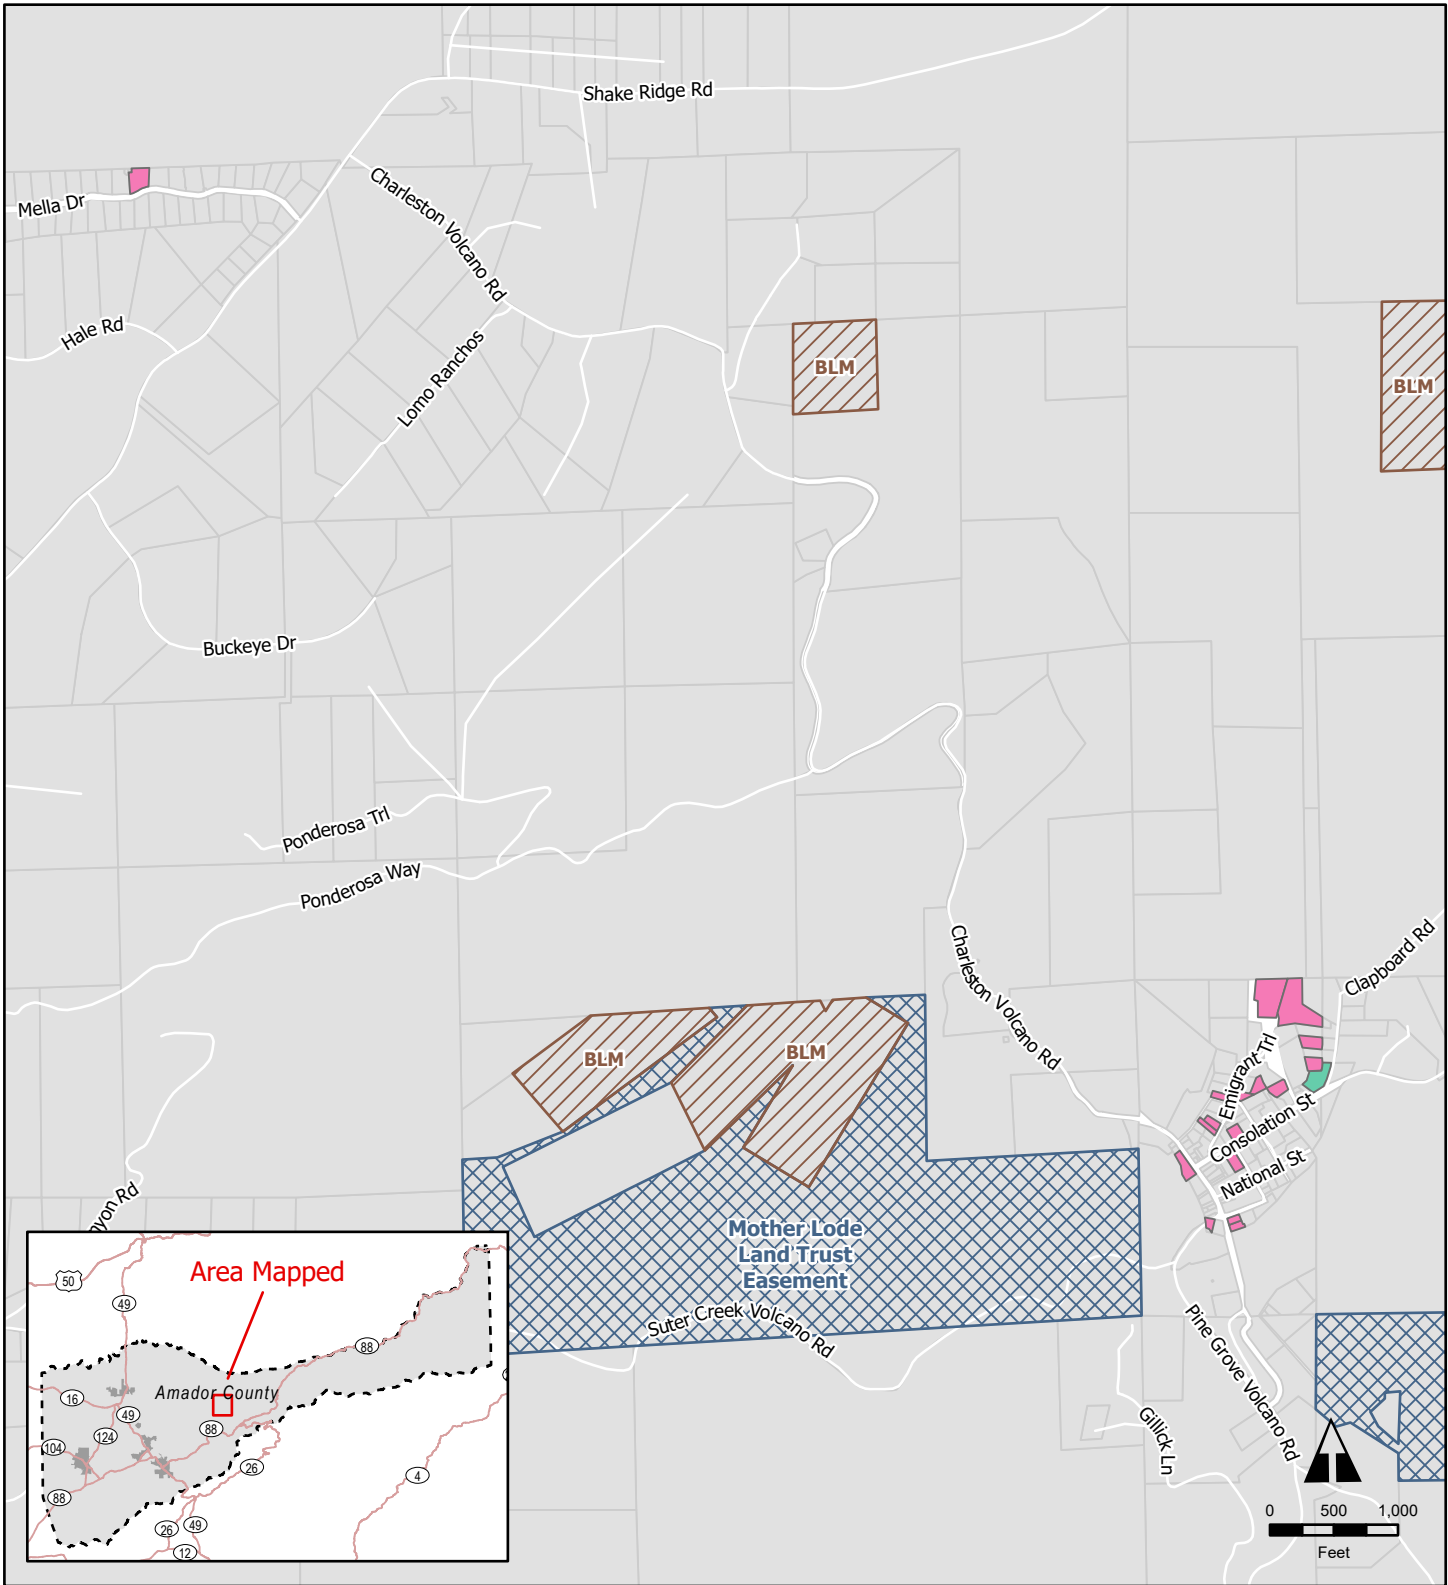 Shake Ridge Rd
Mella Dr
Charleston Volcano Rd
Hale Rd
Lomo Ranchos
BLM
BLM
Buckeye Dr
Ponderosa Trl
Ponderosa Way
Charleston Volcano Rd
Clapboard Rd
BLM
BLM
Emigrant Trl
Consolation St
National St
nyon Rd
Mother Lode
Land Trust
Easement
Suter Creek Volcano Rd
Pine Grove Volcano Rd
Gillick Ln
Area Mapped
50
49
88
16
Amador County
49
88
124
104
26
4
88
26
49
12
0 500 1,000
Feet